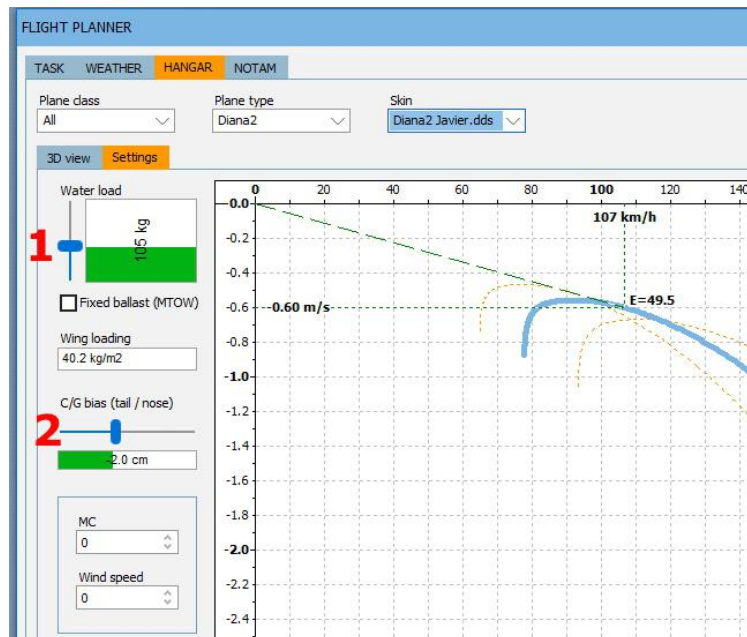 FLIGHT PLANNER
TASK WEATHER HANGAR NOTAM
Plane class Plane type Skin
All Diana2 Diana2 Javier.dds
3D view Settings
Water load
1
105 kg
Fixed ballast (MTOW)
Wing loading
40.2 kg/m2
C/G bias (tail / nose)
2
-2.0 cm
MC
0
Wind speed
0
0 20 40 60 80 100 120 140
107 km/h
E=49.5
-0.60 m/s
-0.0
-0.2
-0.4
-0.6
-0.8
-1.0
-1.2
-1.4
-1.6
-1.8
-2.0
-2.2
-2.4